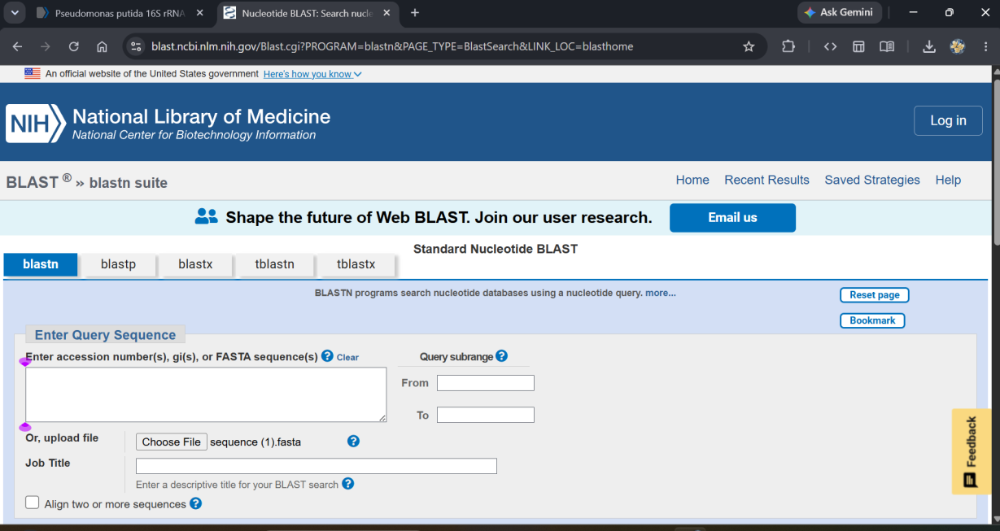 Pseudomonas putida 16S rRNA
Nucleotide BLAST: Search nucle
Ask Gemini
blast.ncbi.nlm.nih.gov/Blast.cgi?PROGRAM=blastn&PAGE_TYPE=BlastSearch&LINK_LOC=blasthome
An official website of the United States government Here's how you know
NIH National Library of Medicine
National Center for Biotechnology Information
Log in
BLAST ® » blastn suite
Home Recent Results Saved Strategies Help
Shape the future of Web BLAST. Join our user research. Email us
Standard Nucleotide BLAST
blastn blastp blastx tblastn tblastx
BLASTN programs search nucleotide databases using a nucleotide query. more...
Reset page
Bookmark
Enter Query Sequence
Enter accession number(s), gi(s), or FASTA sequence(s) ? Clear
Query subrange ?
From
To
Or, upload file Choose File sequence (1).fasta ?
Job Title
Enter a descriptive title for your BLAST search ?
Align two or more sequences ?
Feedback